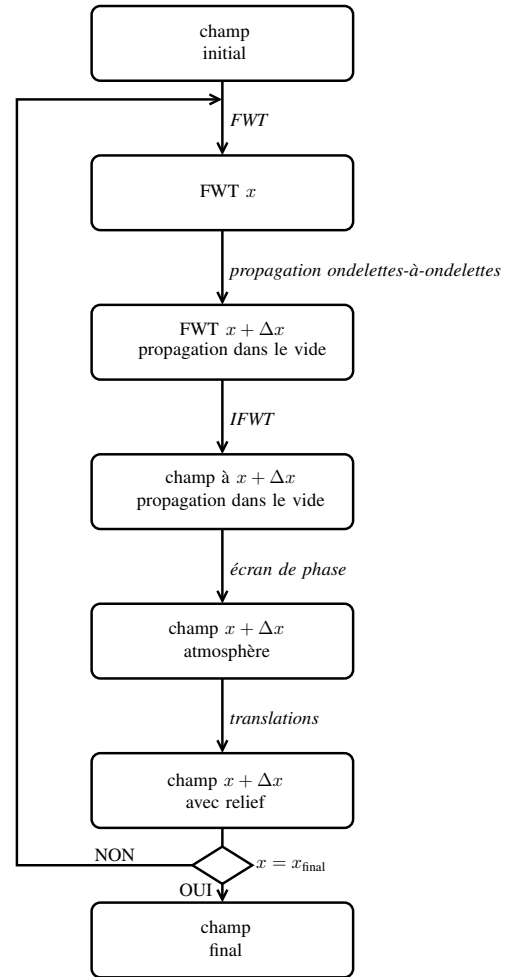 champ
initial
FWT
FWT x
propagation ondelettes-à-ondelettes
FWT x + Δx
propagation dans le vide
IFWT
champ à x + Δx
propagation dans le vide
écran de phase
champ x + Δx
atmosphère
translations
champ x + Δx
avec relief
NON
x = x_final
OUI
champ
final